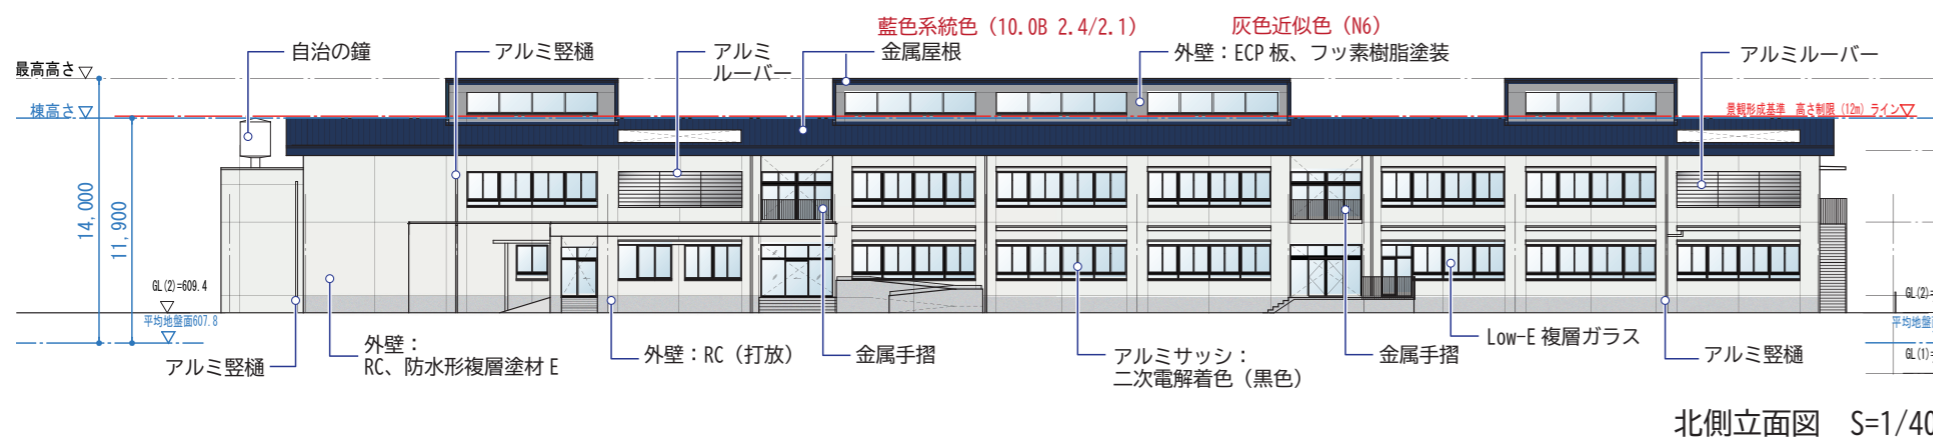 藍色系統色（10.0B 2.4/2.1）
灰色近似色（N6）
自治の鐘
アルミ竪樋
アルミ
ルーバー
金属屋根
外壁：ECP 板、フッ素樹脂塗装
アルミルーバー
最高高さ
棟高さ
景観形成基準　高さ制限（12m）ライン
14,000
11,900
GL(2)=609.4
平均地盤面607.8
GL(2)=
平均地盤
GL(1)=
アルミ竪樋
外壁：
RC、防水形複層塗材 E
外壁：RC（打放）
金属手摺
アルミサッシ：
二次電解着色（黒色）
金属手摺
Low-E 複層ガラス
アルミ竪樋
北側立面図　S=1/40